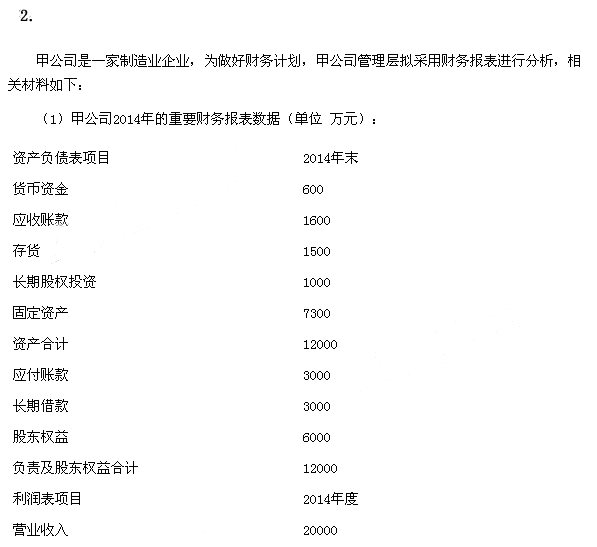 2.
甲公司是一家制造业企业，为做好财务计划，甲公司管理层拟采用财务报表进行分析，相
关材料如下：
（1）甲公司2014年的重要财务报表数据（单位 万元）：
资产负债表项目 2014年末
货币资金 600
应收账款 1600
存货 1500
长期股权投资 1000
固定资产 7300
资产合计 12000
应付账款 3000
长期借款 3000
股东权益 6000
负责及股东权益合计 12000
利润表项目 2014年度
营业收入 20000